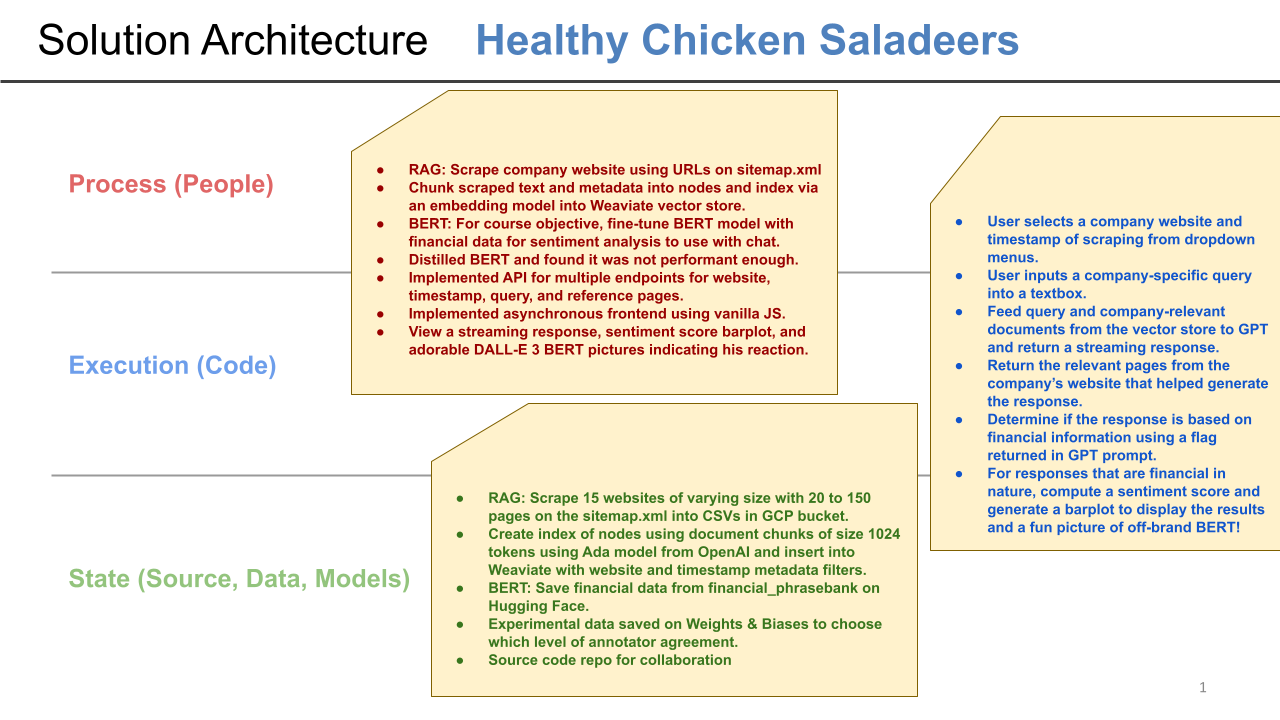 Solution Architecture Healthy Chicken Saladeers
Process (People)
Execution (Code)
State (Source, Data, Models)
● RAG: Scrape company website using URLs on sitemap.xml
● Chunk scraped text and metadata into nodes and index via
an embedding model into Weaviate vector store.
● BERT: For course objective, fine-tune BERT model with
financial data for sentiment analysis to use with chat.
● Distilled BERT and found it was not performant enough.
● Implemented API for multiple endpoints for website,
timestamp, query, and reference pages.
● Implemented asynchronous frontend using vanilla JS.
● View a streaming response, sentiment score barplot, and
adorable DALL-E 3 BERT pictures indicating his reaction.
● RAG: Scrape 15 websites of varying size with 20 to 150
pages on the sitemap.xml into CSVs in GCP bucket.
● Create index of nodes using document chunks of size 1024
tokens using Ada model from OpenAI and insert into
Weaviate with website and timestamp metadata filters.
● BERT: Save financial data from financial_phrasebank on
Hugging Face.
● Experimental data saved on Weights & Biases to choose
which level of annotator agreement.
● Source code repo for collaboration
● User selects a company website and
timestamp of scraping from dropdown
menus.
● User inputs a company-specific query
into a textbox.
● Feed query and company-relevant
documents from the vector store to GPT
and return a streaming response.
● Return the relevant pages from the
company’s website that helped generate
the response.
● Determine if the response is based on
financial information using a flag
returned in GPT prompt.
● For responses that are financial in
nature, compute a sentiment score and
generate a barplot to display the results
and a fun picture of off-brand BERT!
1